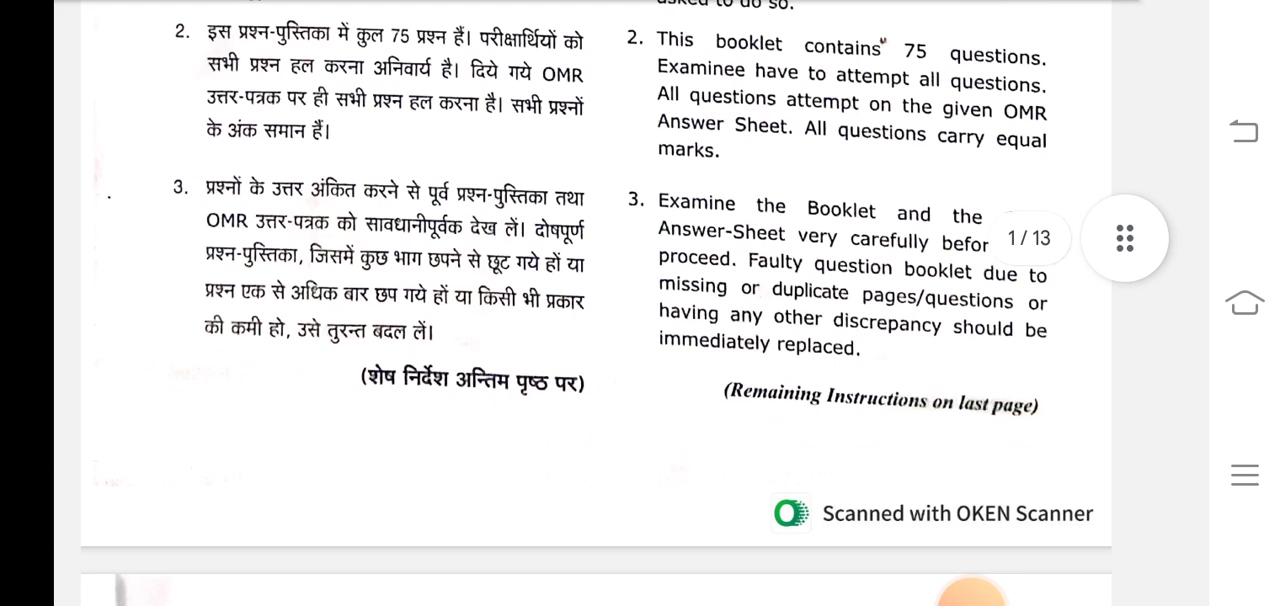 2. इस प्रश्न-पुस्तिका में कुल 75 प्रश्न हैं। परीक्षार्थियों को
सभी प्रश्न हल करना अनिवार्य है। दिये गये OMR
उत्तर-पत्रक पर ही सभी प्रश्न हल करना है। सभी प्रश्नों
के अंक समान हैं।
3. प्रश्नों के उत्तर अंकित करने से पूर्व प्रश्न-पुस्तिका तथा
OMR उत्तर-पत्रक को सावधानीपूर्वक देख लें। दोषपूर्ण
प्रश्न-पुस्तिका, जिसमें कुछ भाग छपने से छूट गये हों या
प्रश्न एक से अधिक बार छप गये हों या किसी भी प्रकार
की कमी हो, उसे तुरन्त बदल लें।
(शेष निर्देश अन्तिम पृष्ठ पर)
asked to do so.
2. This booklet contains 75 questions.
Examinee have to attempt all questions.
All questions attempt on the given OMR
Answer Sheet. All questions carry equal
marks.
3. Examine the Booklet and the
Answer-Sheet very carefully befor
proceed. Faulty question booklet due to
missing or duplicate pages/questions or
having any other discrepancy should be
immediately replaced.
(Remaining Instructions on last page)
1 / 13
Scanned with OKEN Scanner